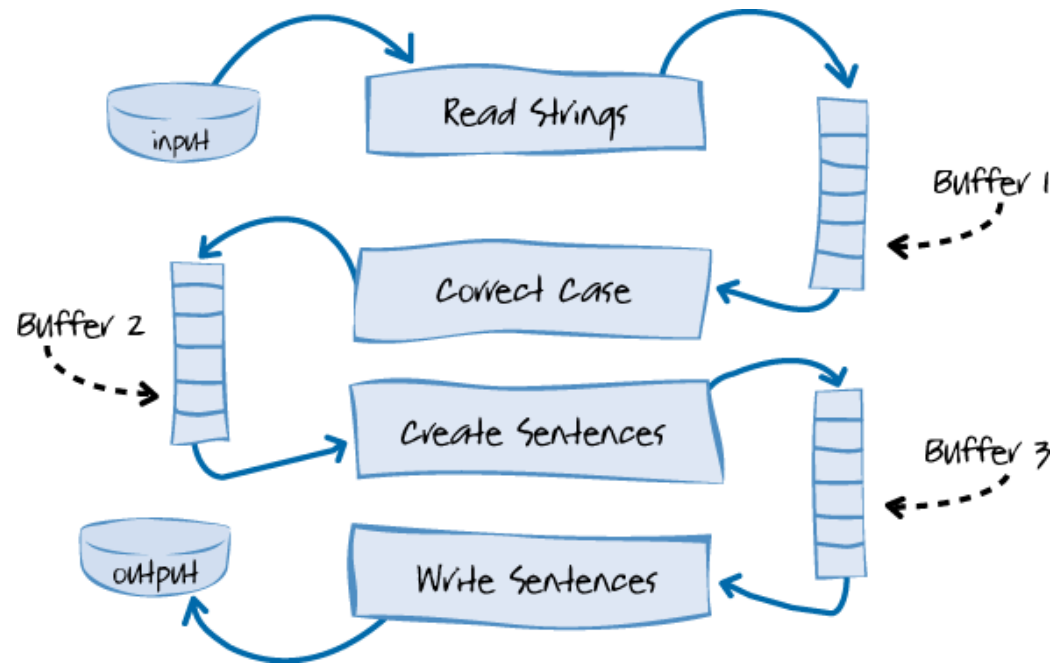 input
Read Strings
Buffer 1
Correct Case
Buffer 2
Create Sentences
Buffer 3
output
Write Sentences